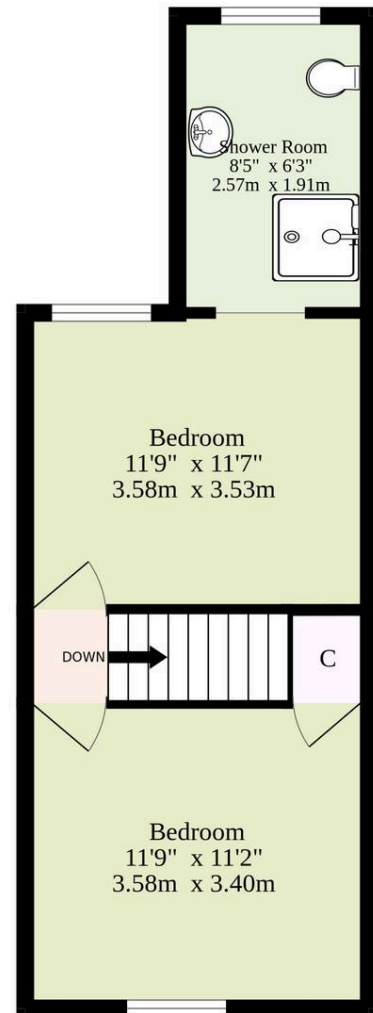 Shower Room
8'5" x 6'3"
2.57m x 1.91m
Bedroom
11'9" x 11'7"
3.58m x 3.53m
DOWN
C
Bedroom
11'9" x 11'2"
3.58m x 3.40m